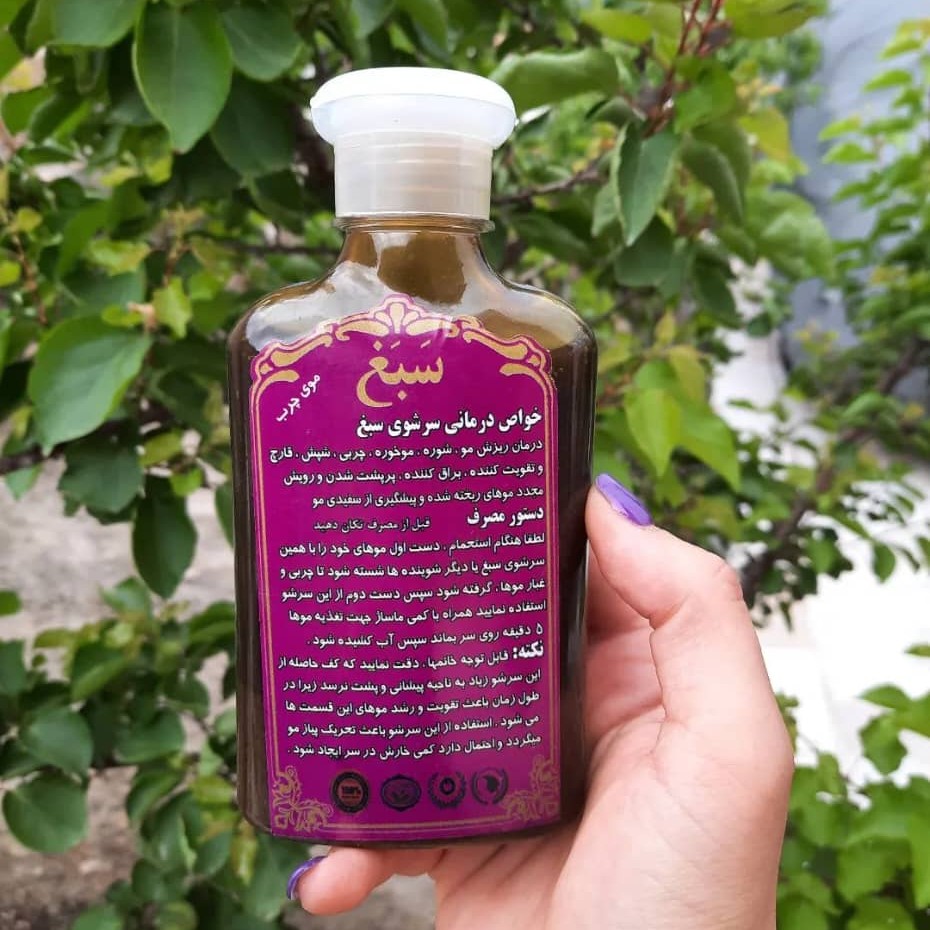 سَبَغ
موی چرب
خواص درمانی سرشوی سبغ
درمان ریزش مو ، شوره ، موخوره ، چربی ، شپش ، قارچ
و تقویت کننده ، براق کننده ، پرپشت شدن و رویش
مجدد موهای ریخته شده و پیشگیری از سفیدی مو
دستور مصرف قبل از مصرف تکان دهید
لطفا هنگام استحمام ، دست اول موهای خود را با همین
سرشوی سبغ یا دیگر شوینده ها شسته شود تا چربی و
غبار موها ، گرفته شود سپس دست دوم از این سرشو
استفاده نمایید همراه با کمی ماساژ جهت تغذیه موها
۵ دقیقه روی سر بماند سپس آب کشیده شود .
نکته: قابل توجه خانمها ، دقت نمایید که کف حاصله از
این سرشو زیاد به ناحیه پیشانی و پشت نرسد زیرا در
طول زمان باعث تقویت و رشد موهای این قسمت ها
می شود . استفاده از این سرشو باعث تحریک پیاز مو
میگردد و احتمال دارد کمی خارش در سر ایجاد شود .
100%